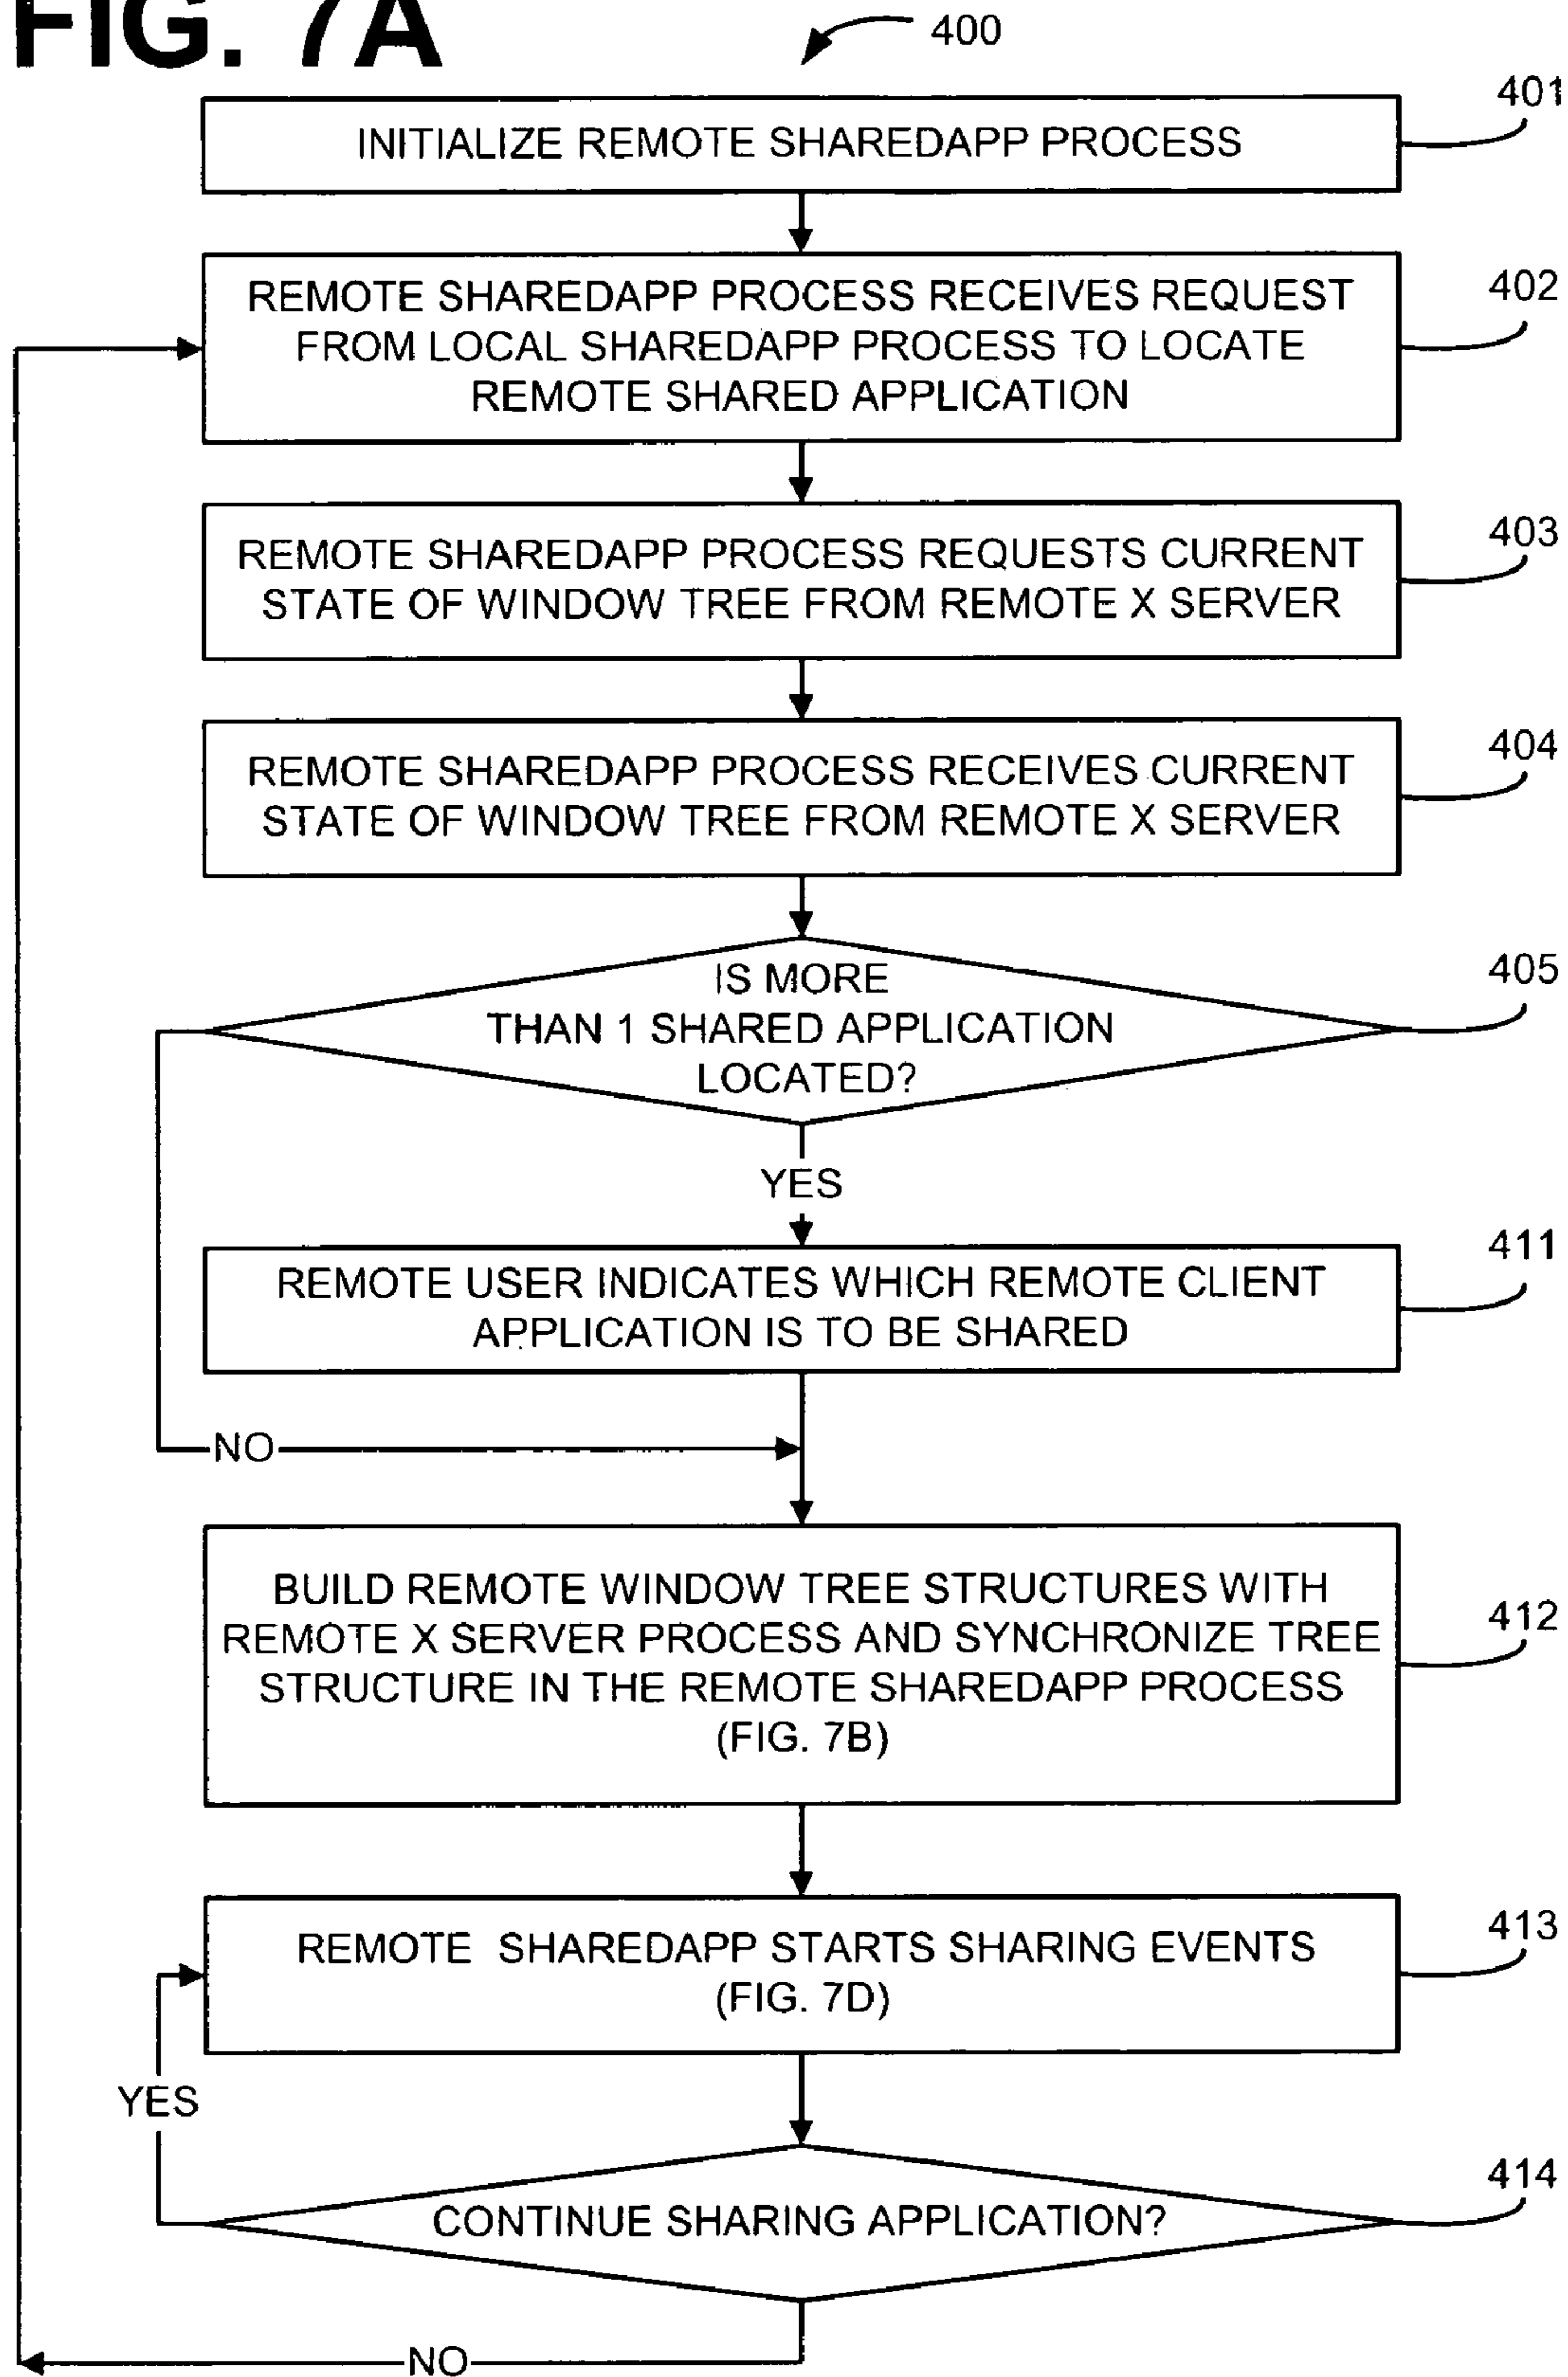 FIG. 7A
400
401
INITIALIZE REMOTE SHAREDAPP PROCESS
402
REMOTE SHAREDAPP PROCESS RECEIVES REQUEST
FROM LOCAL SHAREDAPP PROCESS TO LOCATE
REMOTE SHARED APPLICATION
403
REMOTE SHAREDAPP PROCESS REQUESTS CURRENT
STATE OF WINDOW TREE FROM REMOTE X SERVER
404
REMOTE SHAREDAPP PROCESS RECEIVES CURRENT
STATE OF WINDOW TREE FROM REMOTE X SERVER
405
IS MORE
THAN 1 SHARED APPLICATION
LOCATED?
YES
411
REMOTE USER INDICATES WHICH REMOTE CLIENT
APPLICATION IS TO BE SHARED
NO
412
BUILD REMOTE WINDOW TREE STRUCTURES WITH
REMOTE X SERVER PROCESS AND SYNCHRONIZE TREE
STRUCTURE IN THE REMOTE SHAREDAPP PROCESS
(FIG. 7B)
413
REMOTE SHAREDAPP STARTS SHARING EVENTS
(FIG. 7D)
YES
414
CONTINUE SHARING APPLICATION?
NO